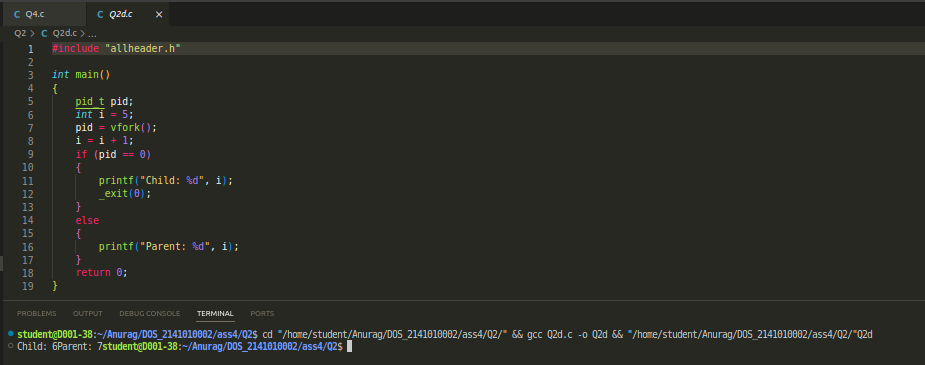 C Q4.c
C Q2d.c ×
Q2 > C Q2d.c > ...
1 #include "allheader.h"
2
3 int main()
4 {
5 pid_t pid;
6 int i = 5;
7 pid = vfork();
8 i = i + 1;
9 if (pid == 0)
10 {
11 printf("Child: %d", i);
12 _exit(0);
13 }
14 else
15 {
16 printf("Parent: %d", i);
17 }
18 return 0;
19 }
PROBLEMS OUTPUT DEBUG CONSOLE TERMINAL PORTS
student@D001-38:~/Anurag/DOS_2141010002/ass4/Q2$ cd "/home/student/Anurag/DOS_2141010002/ass4/Q2/" && gcc Q2d.c -o Q2d && "/home/student/Anurag/DOS_2141010002/ass4/Q2/"Q2d
Child: 6Parent: 7student@D001-38:~/Anurag/DOS_2141010002/ass4/Q2$